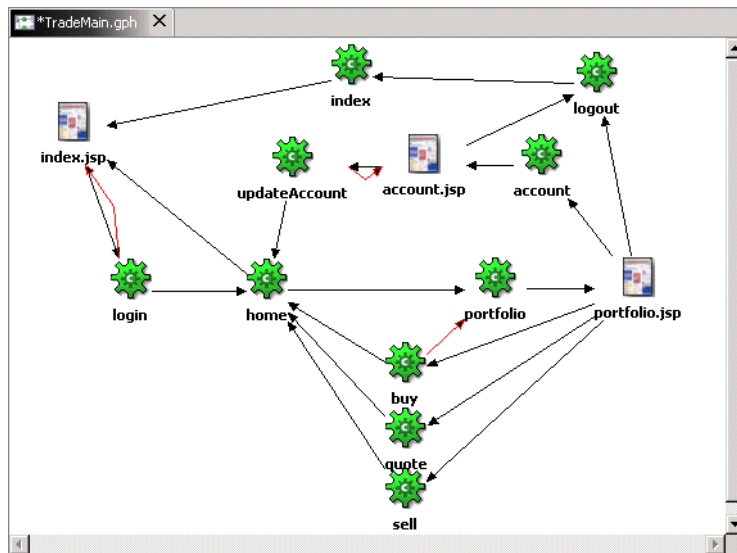 *TradeMain.gph
index
logout
index.jsp
updateAccount
account.jsp
account
login
home
portfolio
portfolio.jsp
buy
quote
sell